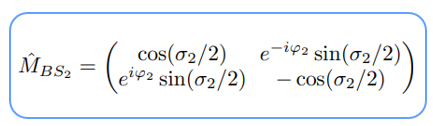 $\hat{M}_{BS_2} = \begin{pmatrix} \cos(\sigma_2/2) & e^{-i\varphi_2}\sin(\sigma_2/2) \\ e^{i\varphi_2}\sin(\sigma_2/2) & -\cos(\sigma_2/2) \end{pmatrix}$